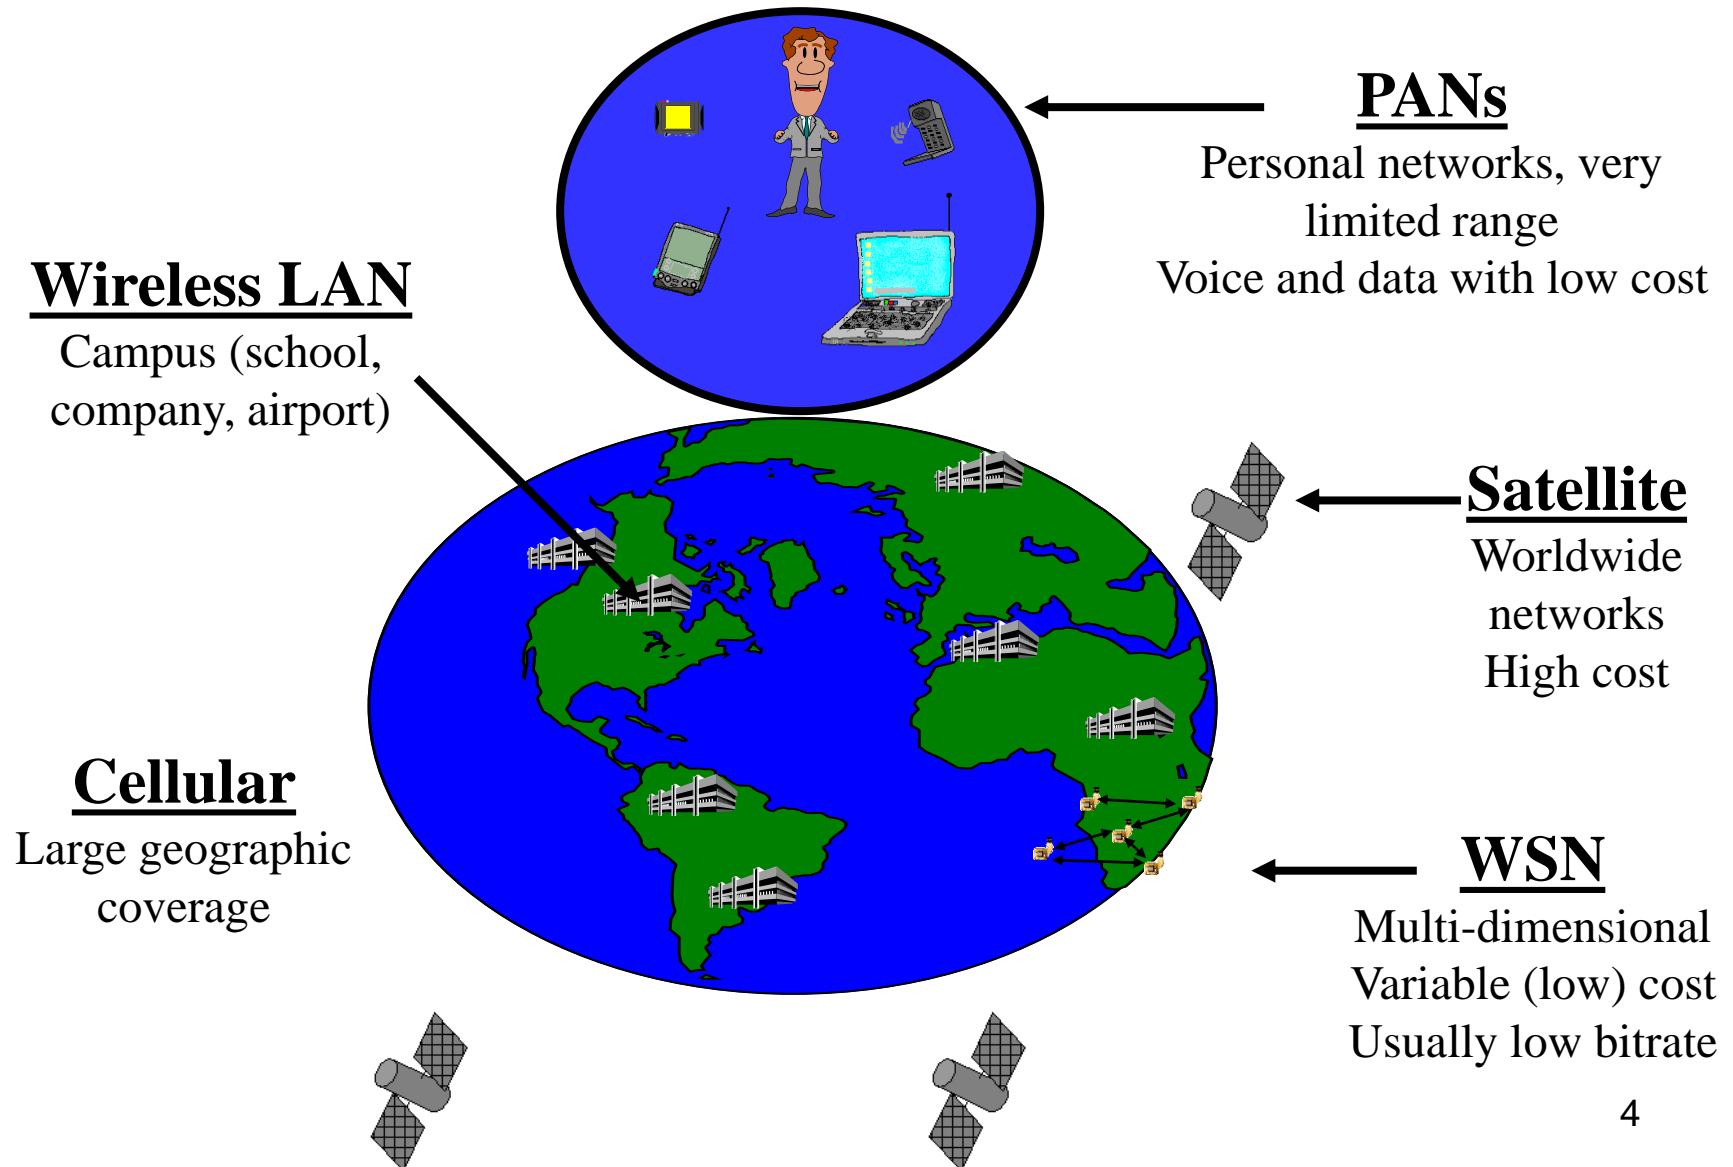 PANs
Personal networks, very
limited range
Voice and data with low cost
Wireless LAN
Campus (school,
company, airport)
Satellite
Worldwide
networks
High cost
Cellular
Large geographic
coverage
WSN
Multi-dimensional
Variable (low) cost
Usually low bitrate
4